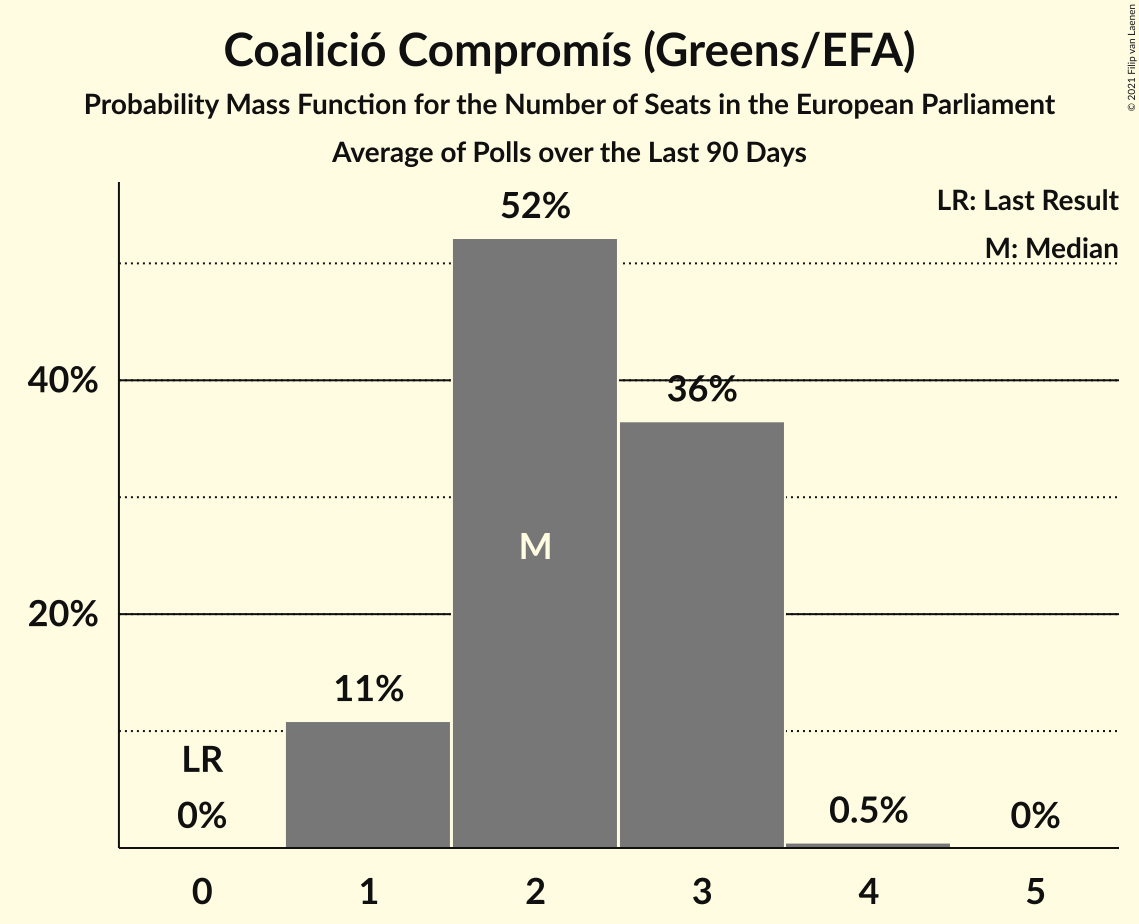 Coalició Compromís (Greens/EFA)
Probability Mass Function for the Number of Seats in the European Parliament
Average of Polls over the Last 90 Days
© 2021 Filip van Laenen
LR: Last Result
M: Median
52%
40%
36%
M
20%
11%
LR
0%
0.5%
0%
0 1 2 3 4 5